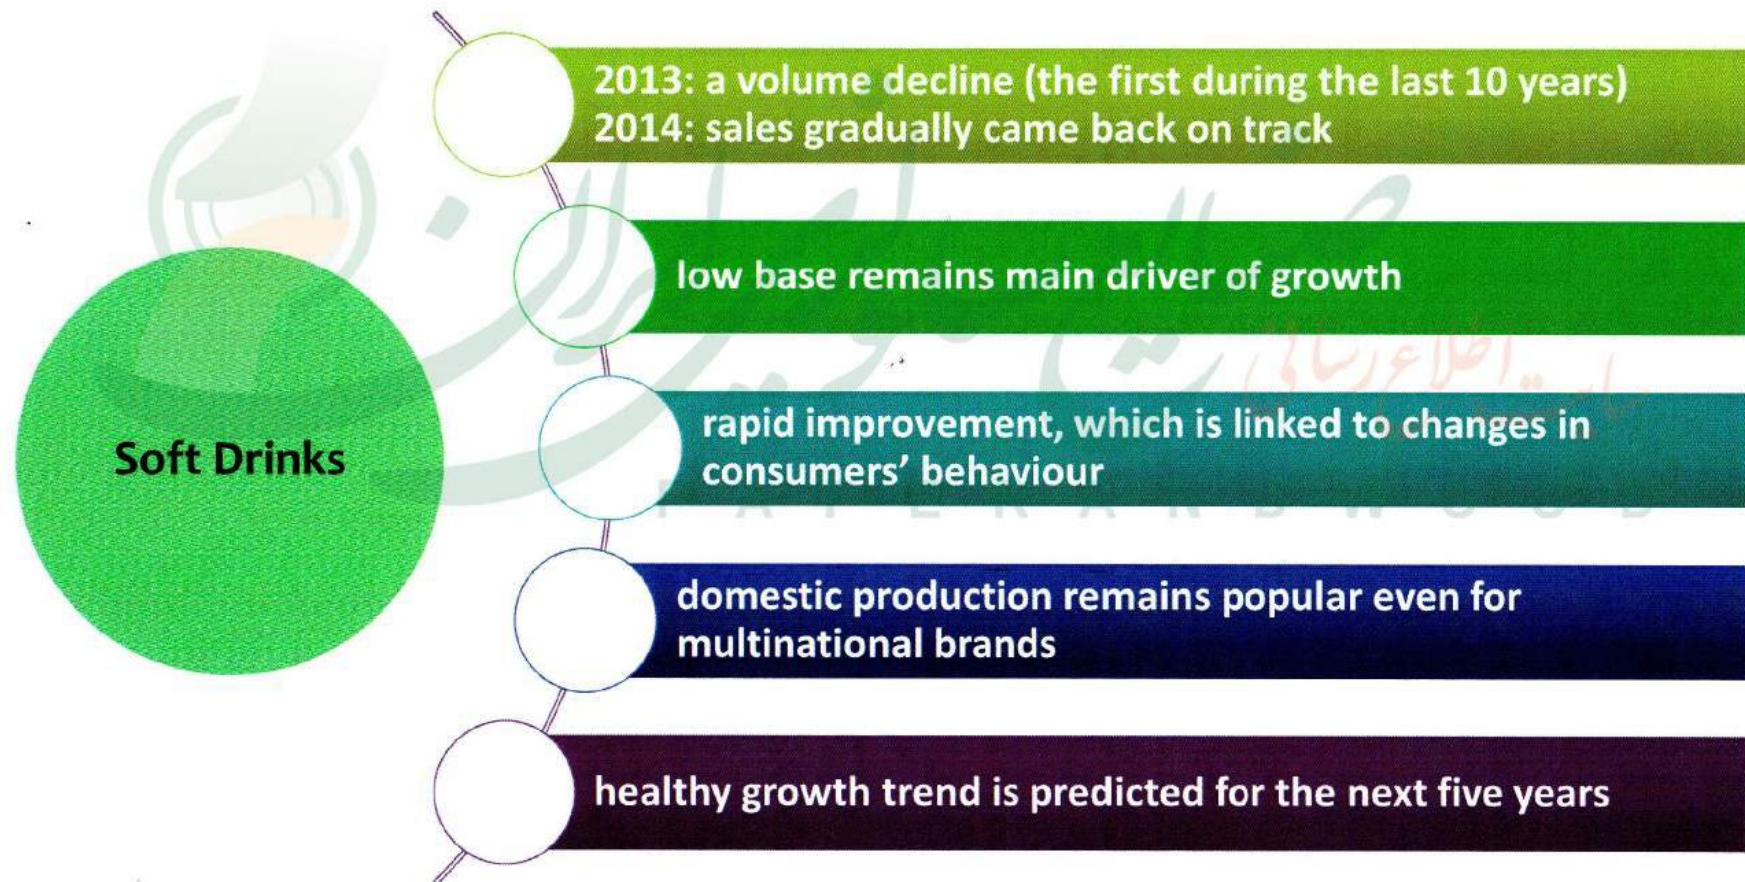 2013: a volume decline (the first during the last 10 years)
2014: sales gradually came back on track
low base remains main driver of growth
Soft Drinks
rapid improvement, which is linked to changes in
consumers' behaviour
domestic production remains popular even for
multinational brands
healthy growth trend is predicted for the next five years